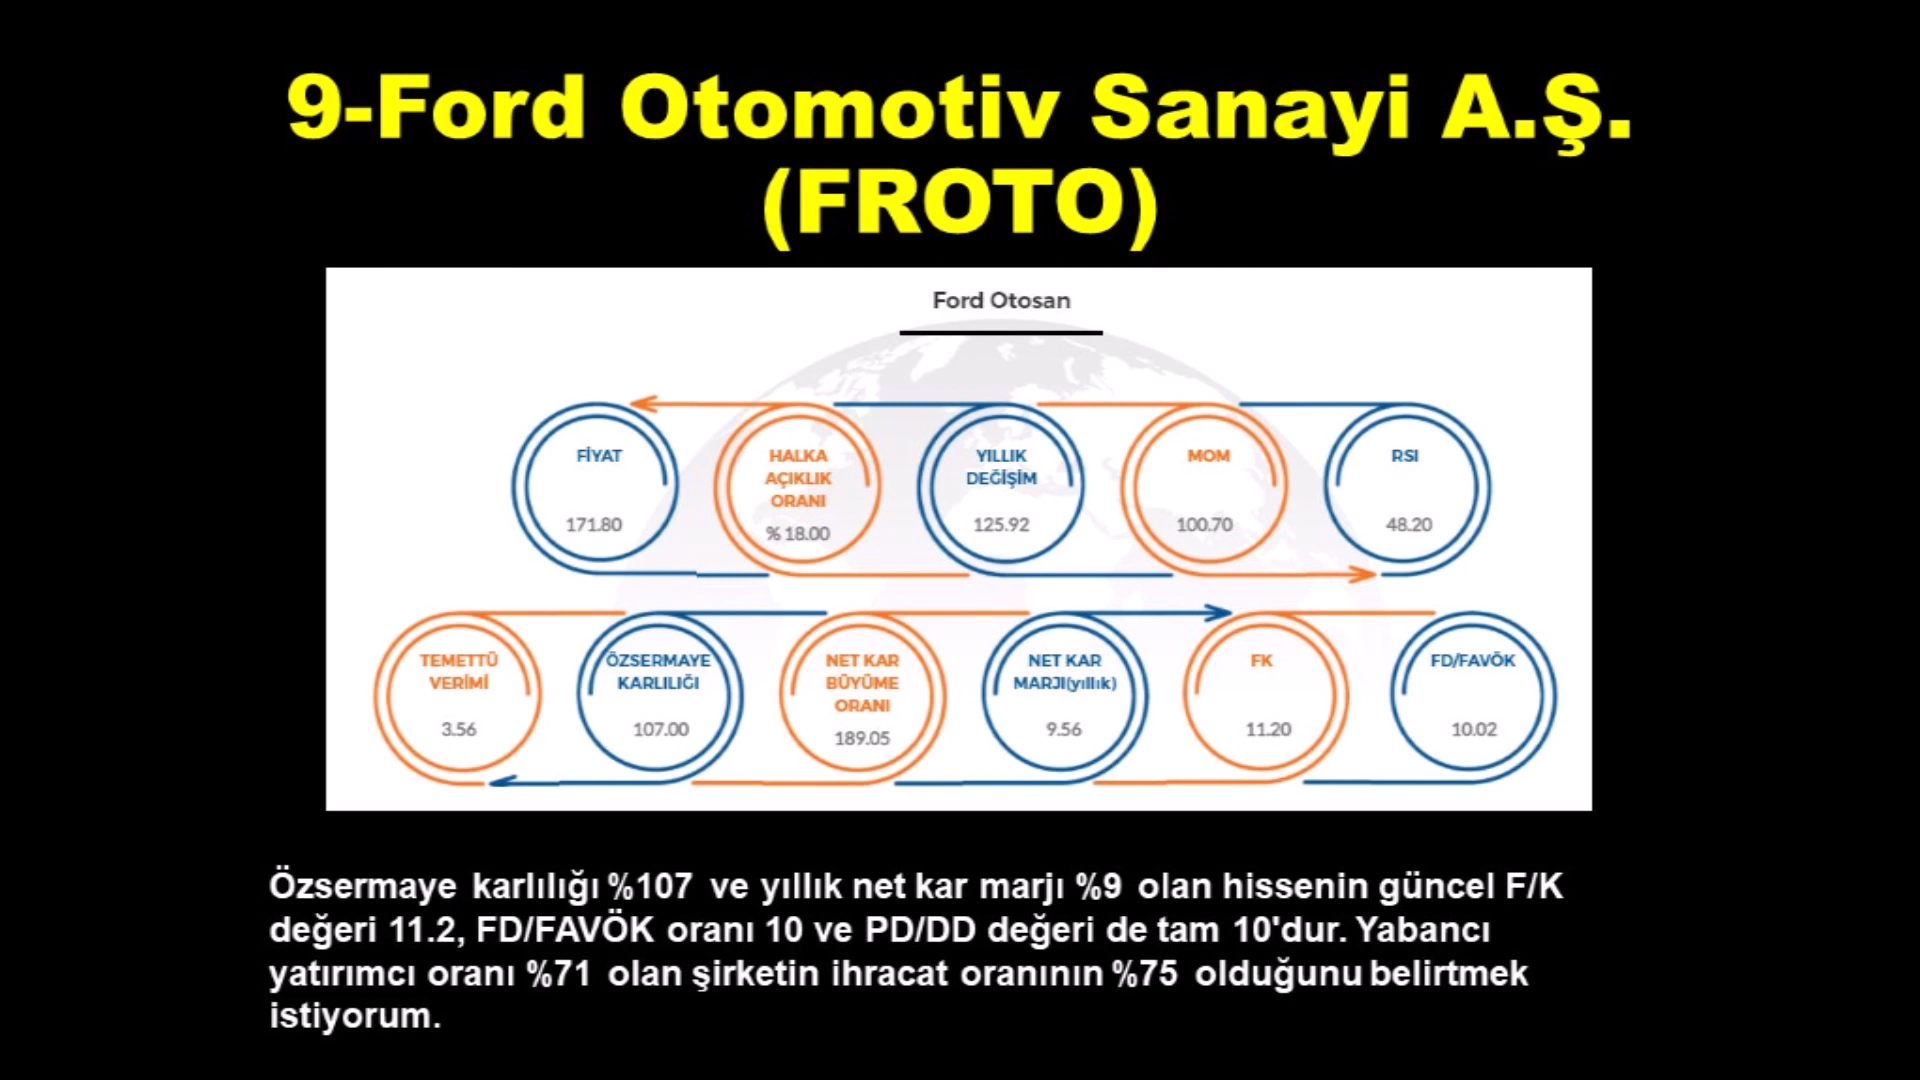 9-Ford Otomotiv Sanayi A.Ş.
(FROTO)
Ford Otosan
FİYAT
171.80
HALKA
AÇIKLIK
ORANI
% 18.00
YILLIK
DEĞİŞİM
125.92
MOM
100.70
RSI
48.20
TEMETTÜ
VERİMİ
3.56
ÖZSERMAYE
KARLILIĞI
107.00
NET KAR
BÜYÜME
ORANI
189.05
NET KAR
MARJI(yıllık)
9.56
FK
11.20
FD/FAVÖK
10.02
Özsermaye karlılığı %107 ve yıllık net kar marjı %9 olan hissenin güncel F/K
değeri 11.2, FD/FAVÖK oranı 10 ve PD/DD değeri de tam 10'dur. Yabancı
yatırımcı oranı %71 olan şirketin ihracat oranının %75 olduğunu belirtmek
istiyorum.